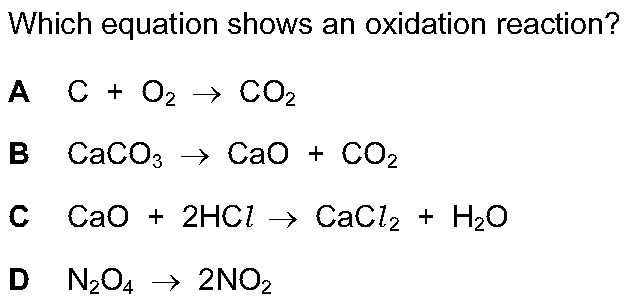 Which equation shows an oxidation reaction?
A C + O₂ → CO₂
B CaCO₃ → CaO + CO₂
C CaO + 2HCl → CaCl₂ + H₂O
D N₂O₄ → 2NO₂